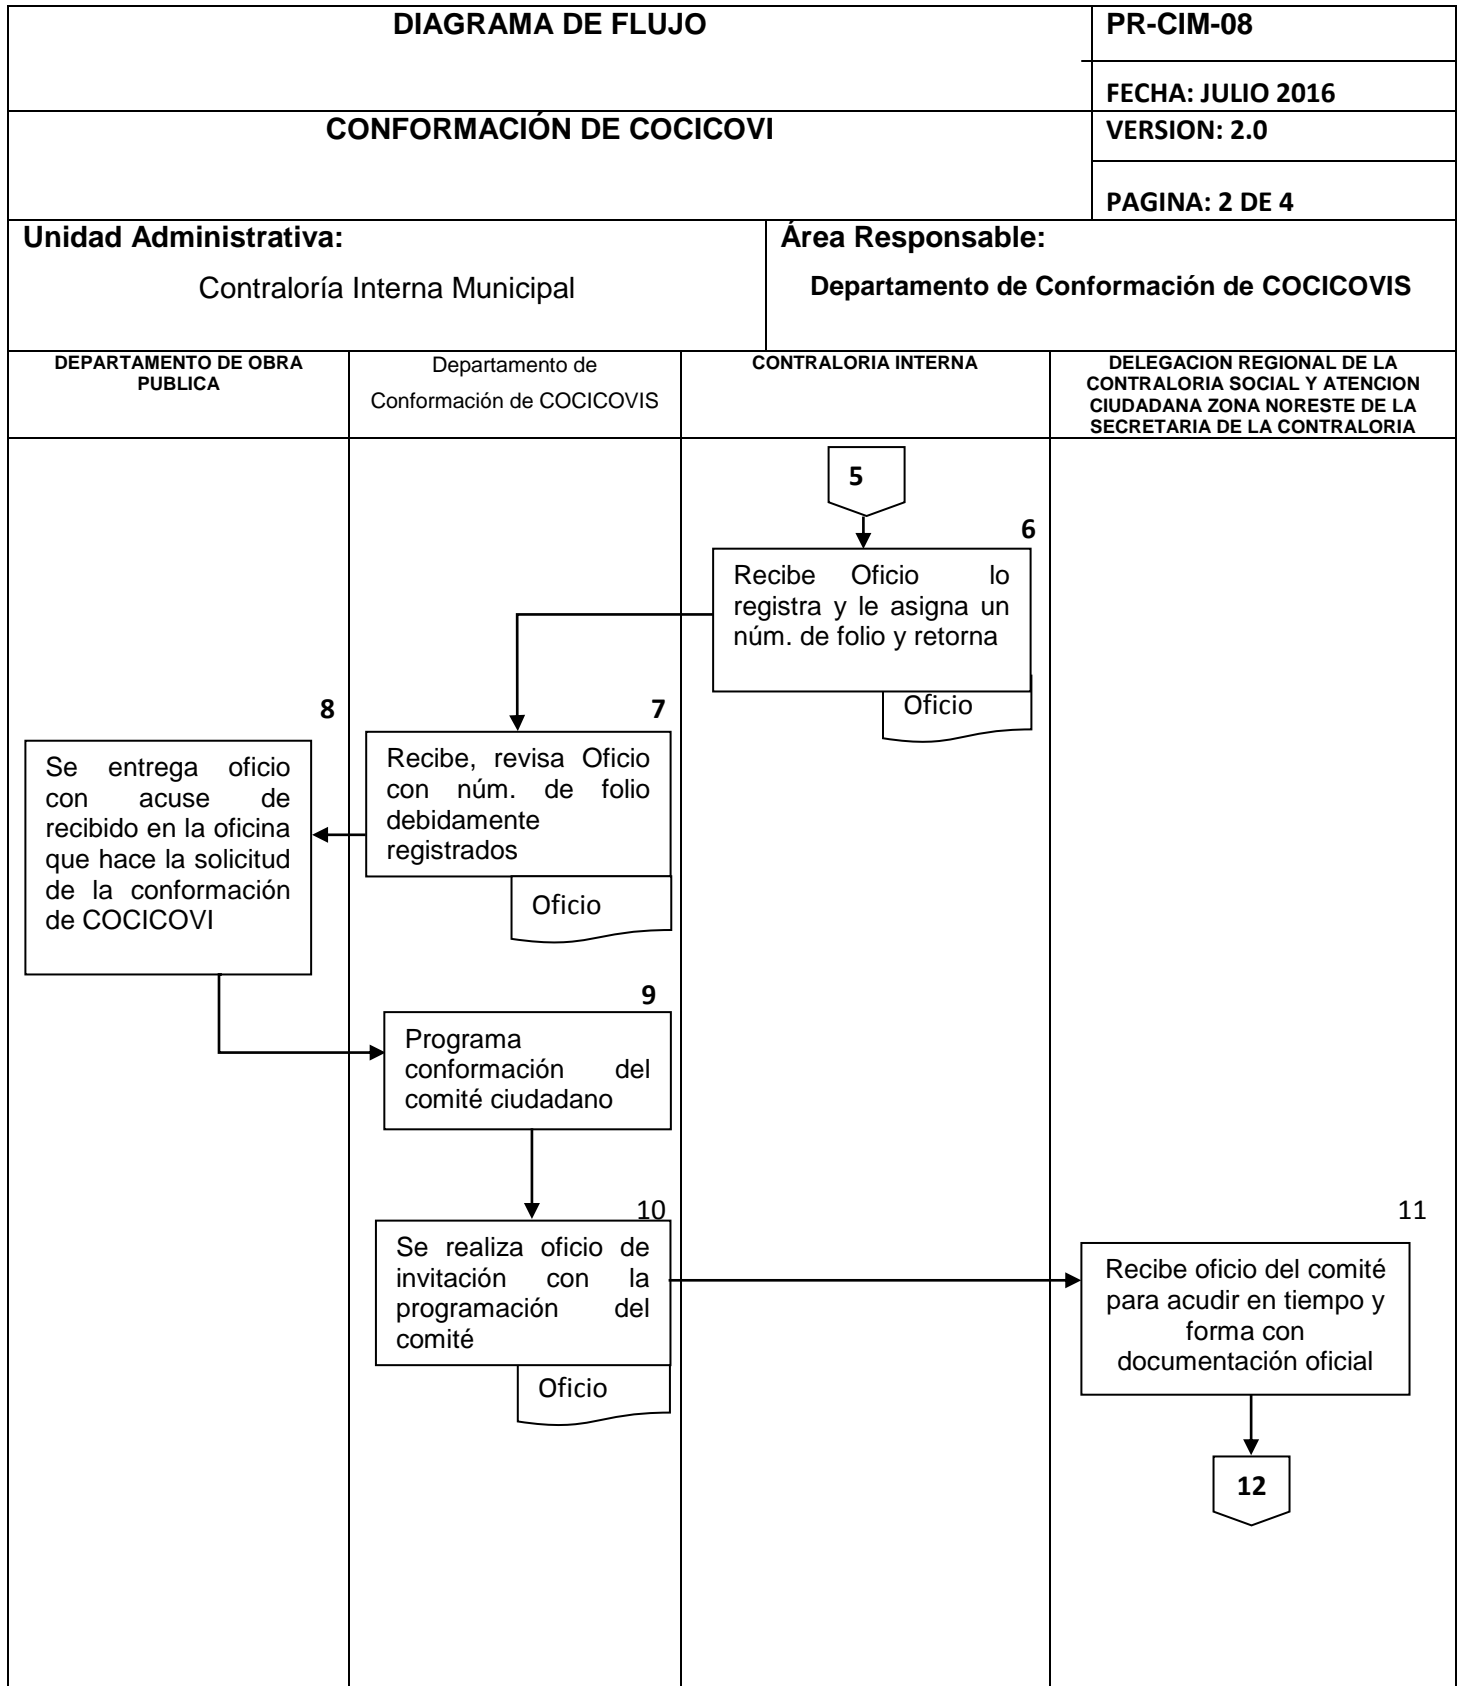 DIAGRAMA DE FLUJO
PR-CIM-08
FECHA: JULIO 2016
CONFORMACIÓN DE COCICOVI
VERSION: 2.0
PAGINA: 2 DE 4
Unidad Administrativa:
Contraloría Interna Municipal
Área Responsable:
Departamento de Conformación de COCICOVIS
DEPARTAMENTO DE OBRA
PUBLICA
Departamento de
Conformación de COCICOVIS
CONTRALORIA INTERNA
DELEGACION REGIONAL DE LA
CONTRALORIA SOCIAL Y ATENCION
CIUDADANA ZONA NORESTE DE LA
SECRETARIA DE LA CONTRALORIA
5
6
Recibe Oficio lo
registra y le asigna un
núm. de folio y retorna
Oficio
7
Recibe, revisa Oficio
con núm. de folio
debidamente
registrados
Oficio
8
Se entrega oficio
con acuse de
recibido en la oficina
que hace la solicitud
de la conformación
de COCICOVI
9
Programa
conformación del
comité ciudadano
10
Se realiza oficio de
invitación con la
programación del
comité
Oficio
11
Recibe oficio del comité
para acudir en tiempo y
forma con
documentación oficial
12